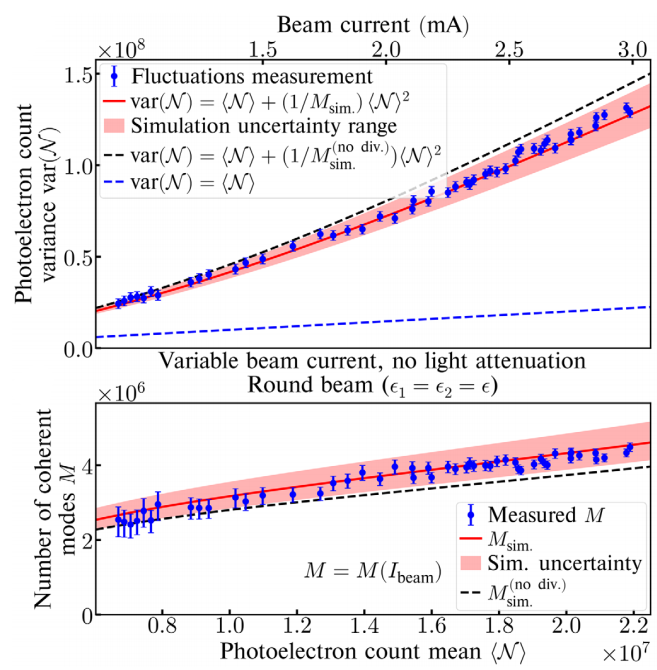 Beam current (mA)
×10⁸
1.5 2.0 2.5 3.0
Photoelectron count
variance var(𝒩)
1.5
1.0
0.5
0.0
Fluctuations measurement
var(𝒩) = ⟨𝒩⟩ + (1/M_sim.) ⟨𝒩⟩²
Simulation uncertainty range
var(𝒩) = ⟨𝒩⟩ + (1/M_sim.^(no div.))⟨𝒩⟩²
var(𝒩) = ⟨𝒩⟩
Variable beam current, no light attenuation
Round beam (ϵ₁ = ϵ₂ = ϵ)
×10⁶
Number of coherent
modes M
4
2
0
M = M(I_beam)
Measured M
M_sim.
Sim. uncertainty
M_sim.^(no div.)
0.8 1.0 1.2 1.4 1.6 1.8 2.0 2.2
Photoelectron count mean ⟨𝒩⟩ ×10⁷